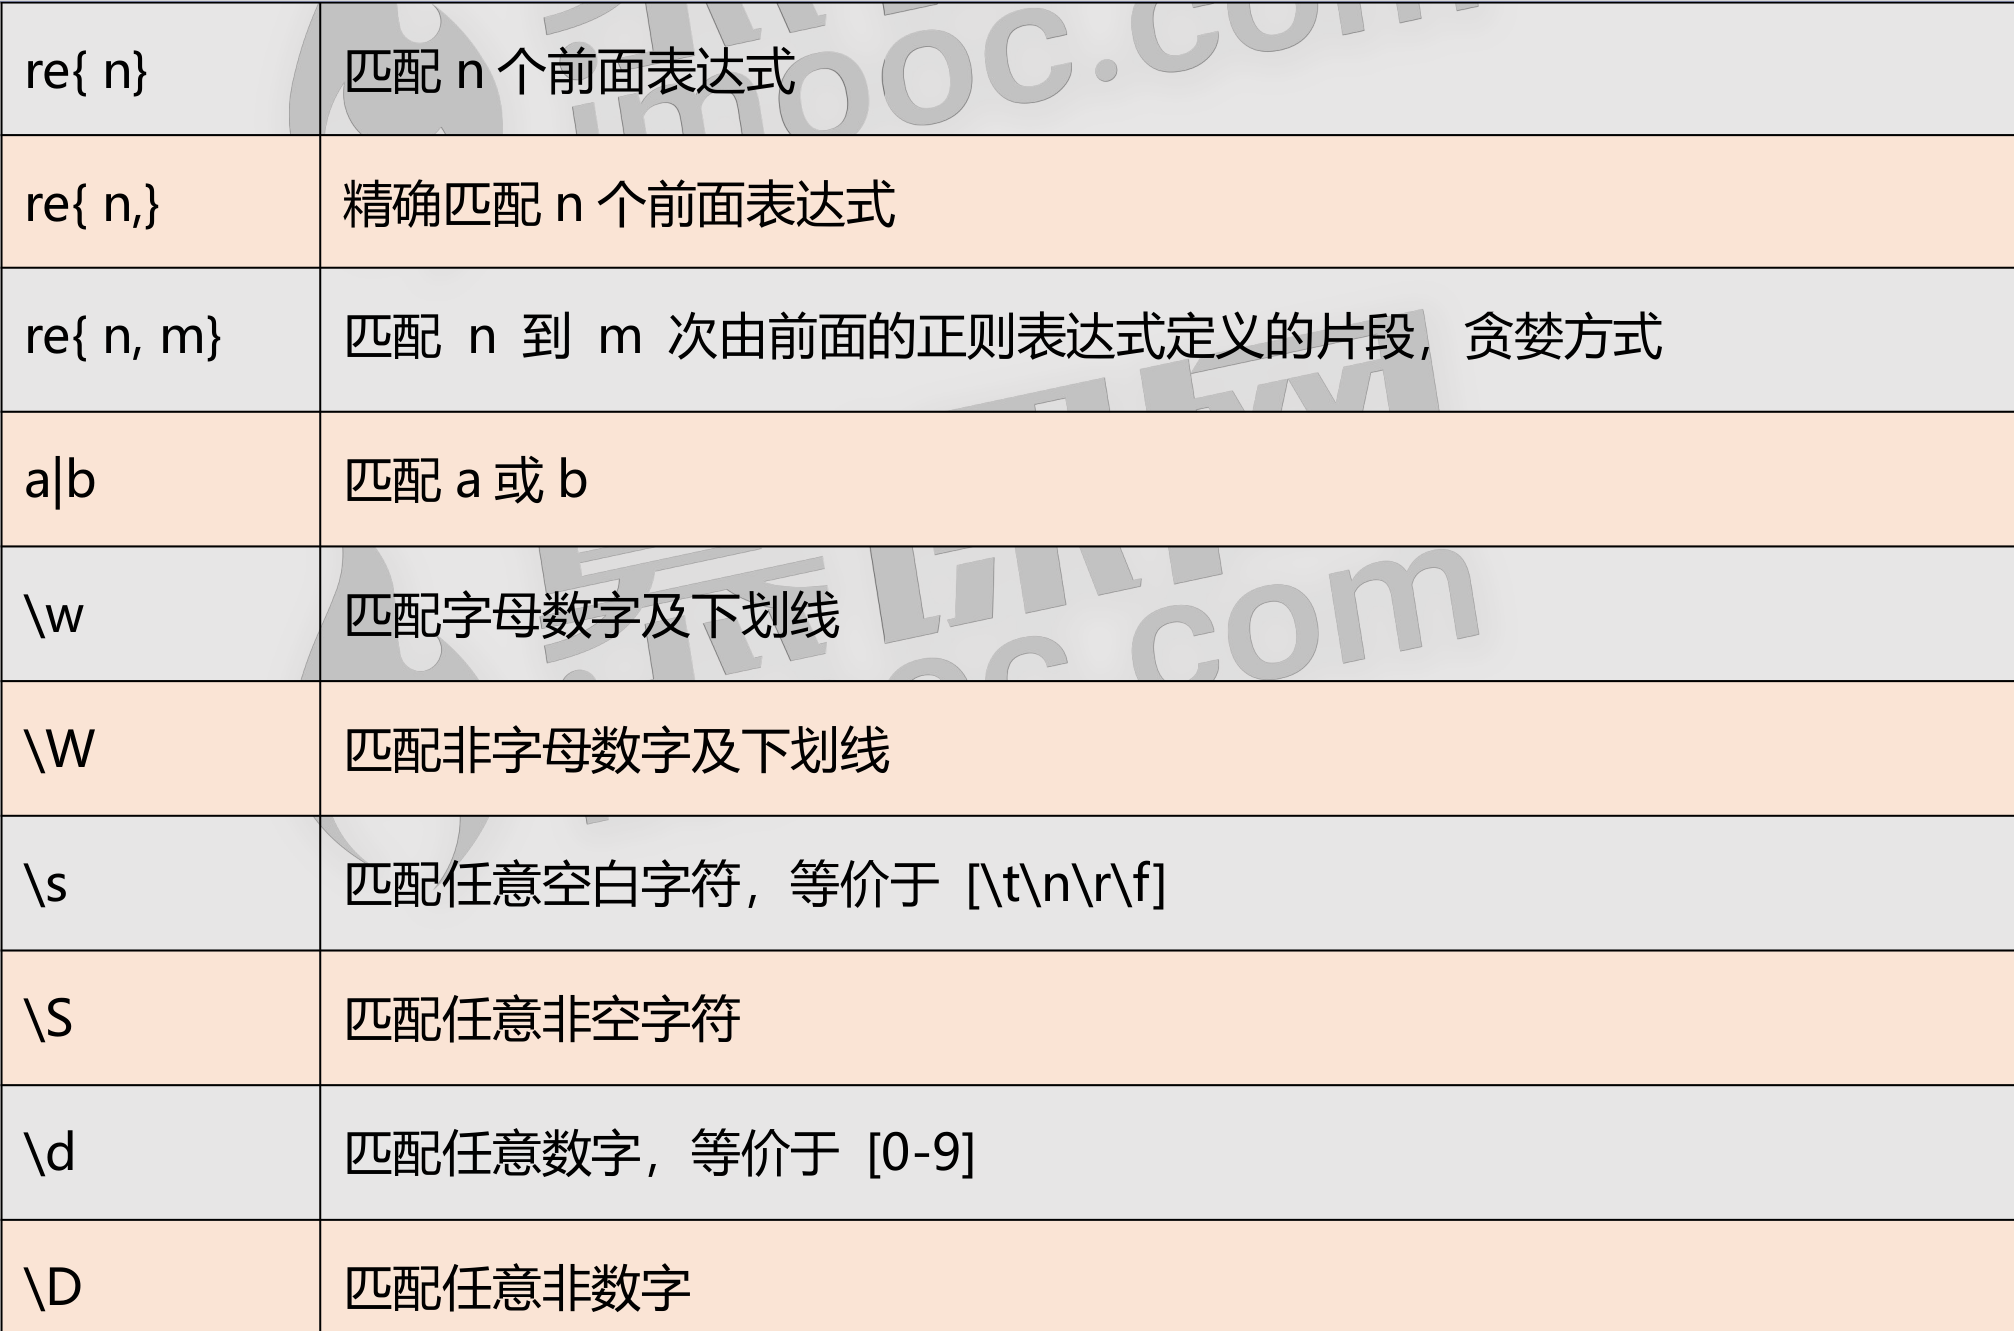 re{ n} 匹配 n 个前面表达式
re{ n,} 精确匹配 n 个前面表达式
re{ n, m} 匹配 n 到 m 次由前面的正则表达式定义的片段，贪婪方式
a|b 匹配 a 或 b
\w 匹配字母数字及下划线
\W 匹配非字母数字及下划线
\s 匹配任意空白字符，等价于 [\t\n\r\f]
\S 匹配任意非空字符
\d 匹配任意数字，等价于 [0-9]
\D 匹配任意非数字
imooc.com